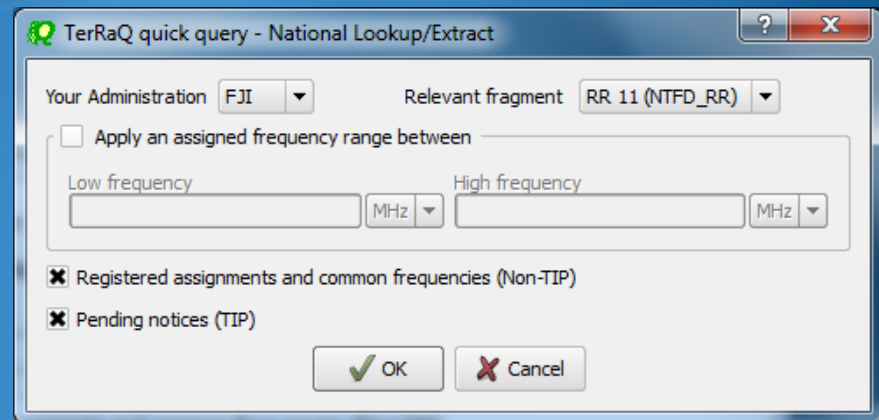 TerRaQ quick query - National Lookup/Extract
Your Administration FJI Relevant fragment RR 11 (NTFD_RR)
Apply an assigned frequency range between
Low frequency High frequency
MHz MHz
Registered assignments and common frequencies (Non-TIP)
Pending notices (TIP)
OK Cancel